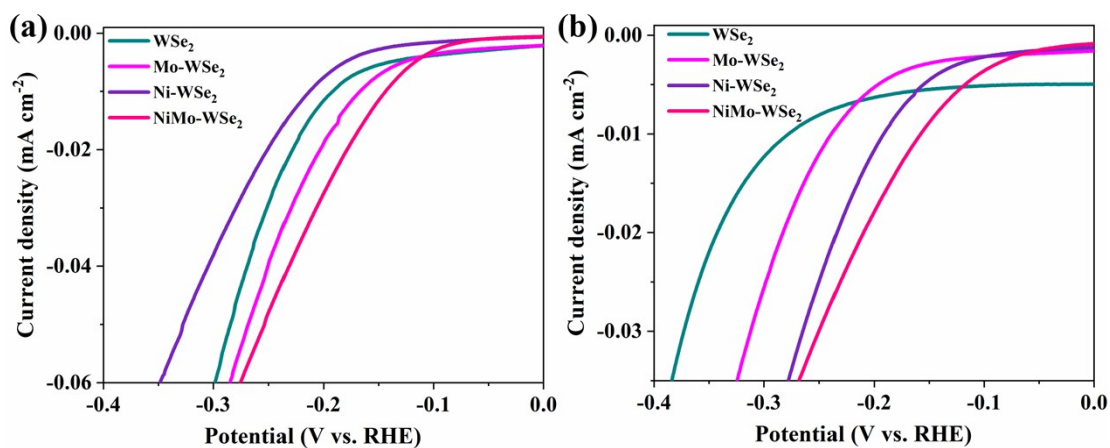 (a)
WSe₂
Mo-WSe₂
Ni-WSe₂
NiMo-WSe₂
Current density (mA cm⁻²)
0.00
-0.02
-0.04
-0.06
-0.4 -0.3 -0.2 -0.1 0.0
Potential (V vs. RHE)
(b)
WSe₂
Mo-WSe₂
Ni-WSe₂
NiMo-WSe₂
Current density (mA cm⁻²)
0.00
-0.01
-0.02
-0.03
-0.4 -0.3 -0.2 -0.1 0.0
Potential (V vs. RHE)